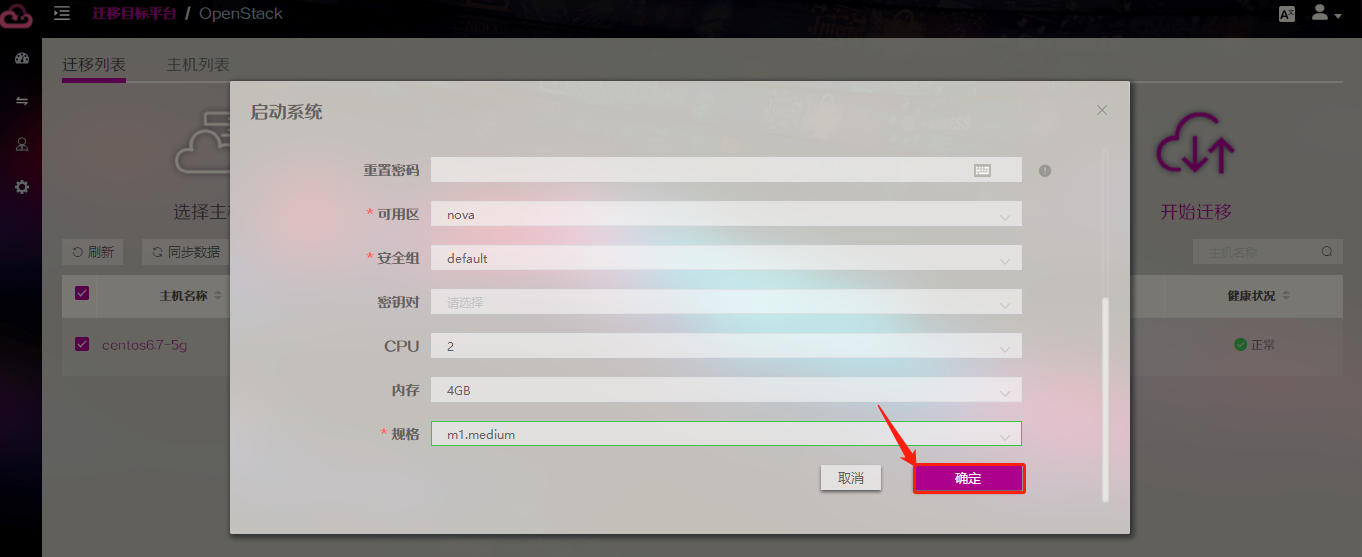 迁移目标平台 / OpenStack
迁移列表 主机列表
启动系统
重置密码
* 可用区 nova
* 安全组 default
密钥对 请选择
CPU 2
内存 4GB
* 规格 m1.medium
取消 确定
选择主
开始迁移
刷新 同步数据 主机名称
主机名称 健康状况
centos6.7-5g 正常